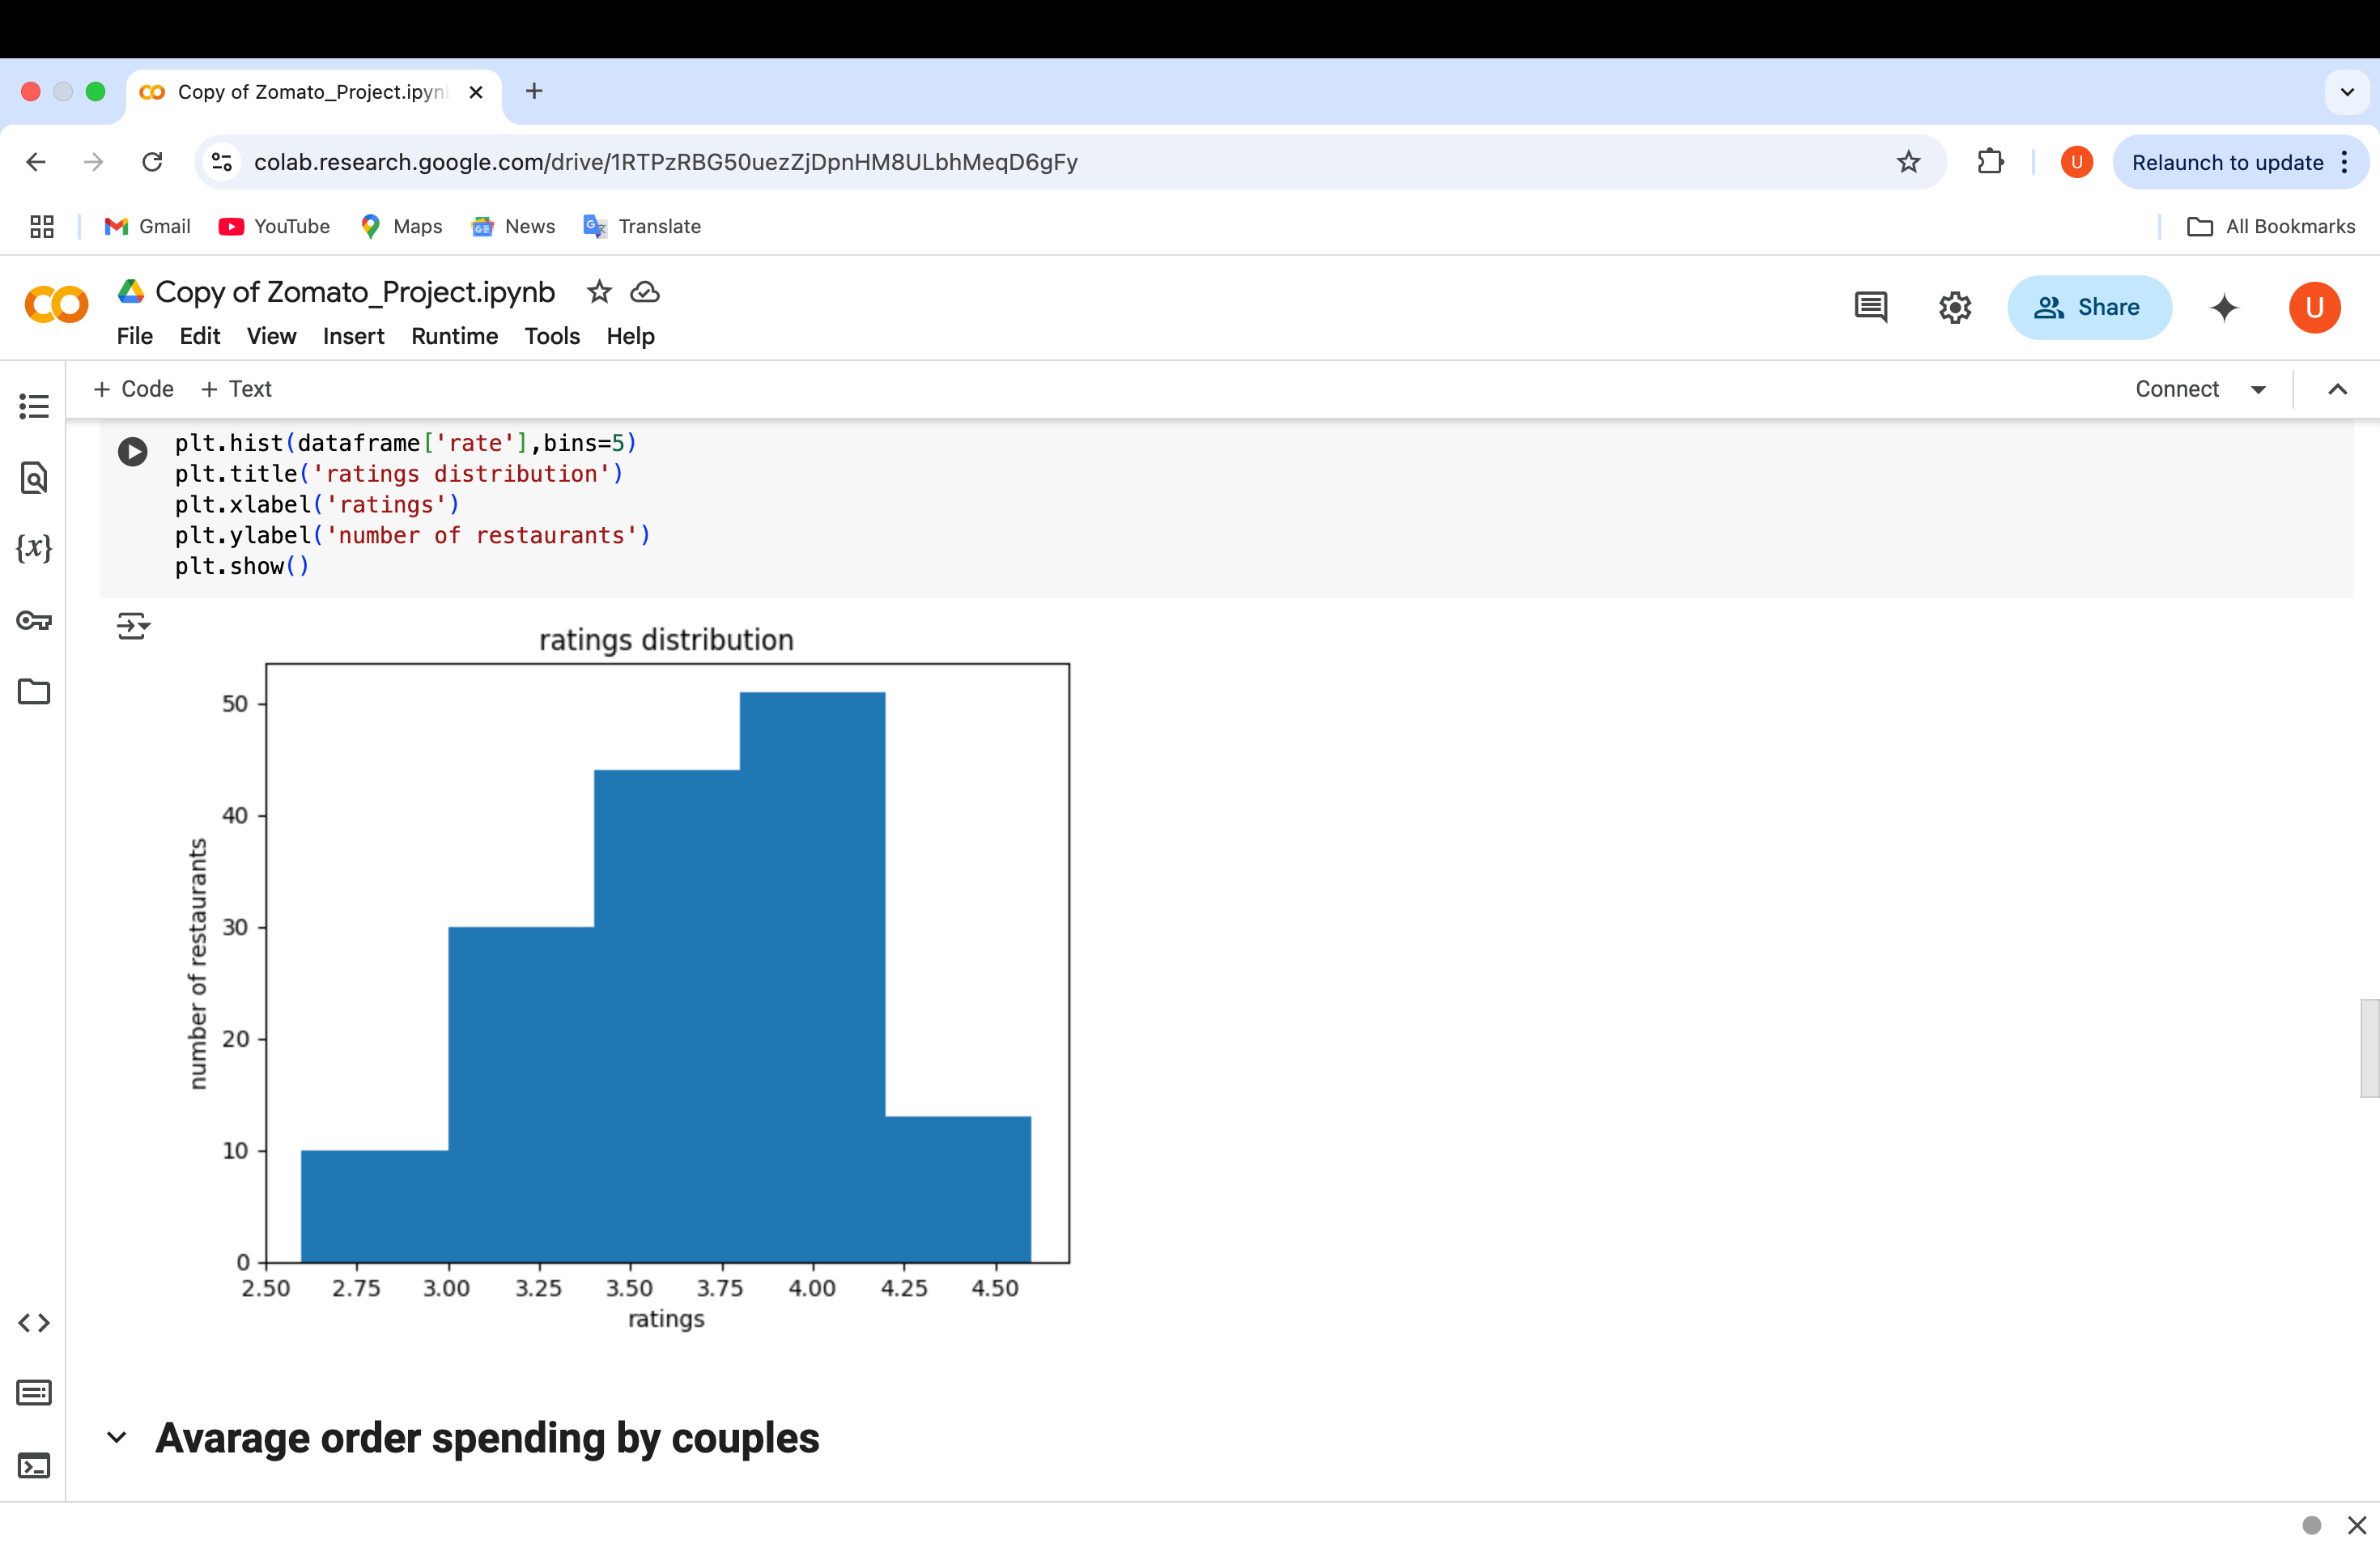 Copy of Zomato_Project.ipyn
colab.research.google.com/drive/1RTPzRBG50uezZjDpnHM8ULbhMeqD6gFy
U
Relaunch to update
Gmail
YouTube
Maps
News
Translate
All Bookmarks
Copy of Zomato_Project.ipynb
File Edit View Insert Runtime Tools Help
Share
U
+ Code + Text
Connect
plt.hist(dataframe['rate'],bins=5)
plt.title('ratings distribution')
plt.xlabel('ratings')
plt.ylabel('number of restaurants')
plt.show()
{x}
ratings distribution
number of restaurants
50
40
30
20
10
0
2.50 2.75 3.00 3.25 3.50 3.75 4.00 4.25 4.50
ratings
Avarage order spending by couples